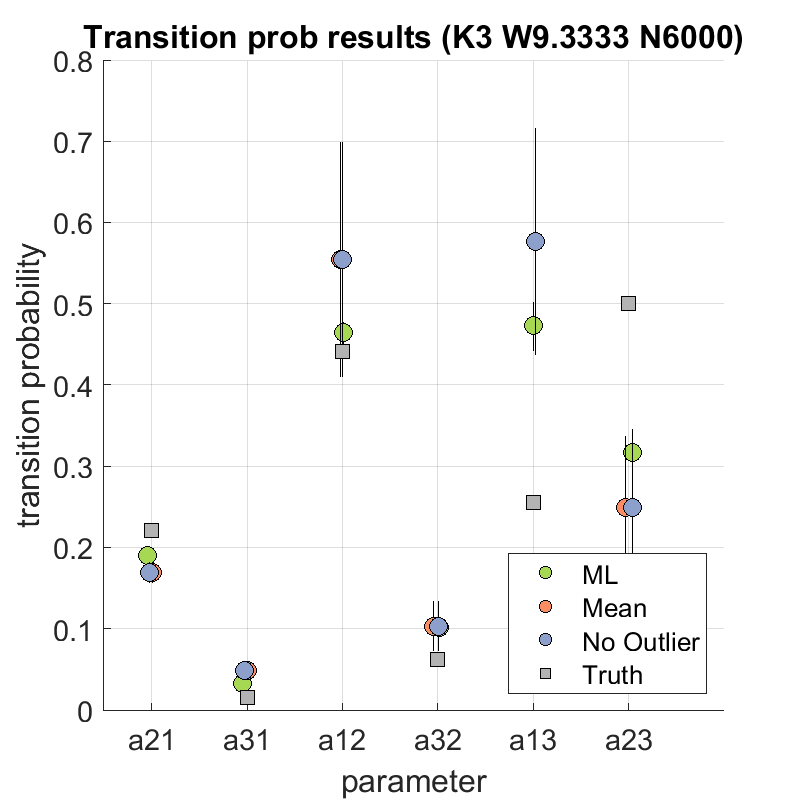 Transition prob results (K3 W9.3333 N6000)
0.8
0.7
0.6
0.5
0.4
0.3
0.2
0.1
0
transition probability
ML
Mean
No Outlier
Truth
a21 a31 a12 a32 a13 a23
parameter